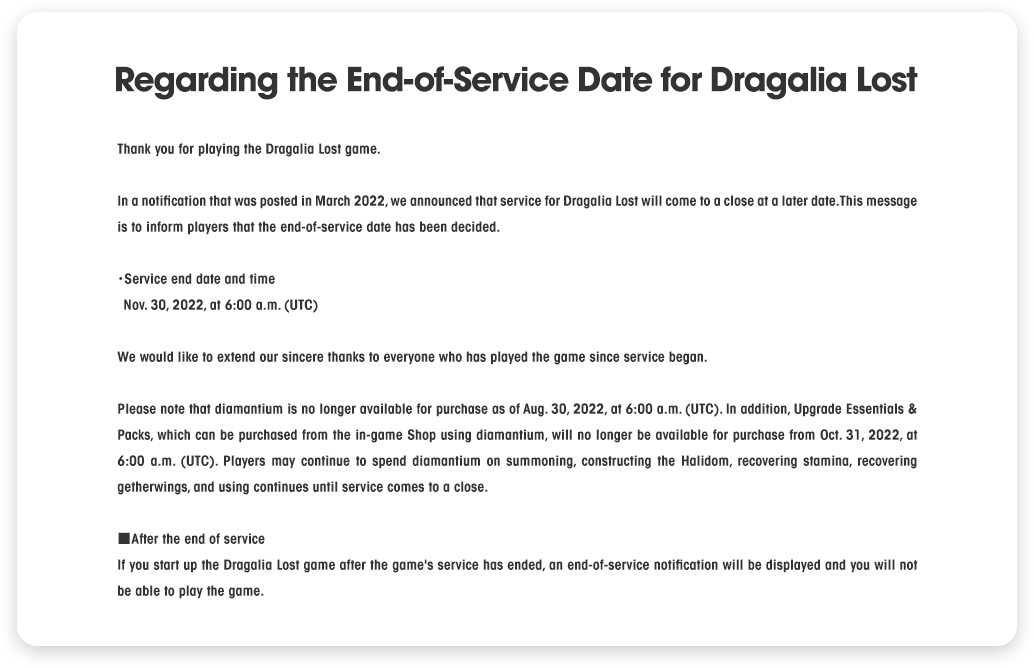 Regarding the End-of-Service Date for Dragalia Lost
Thank you for playing the Dragalia Lost game.
In a notification that was posted in March 2022, we announced that service for Dragalia Lost will come to a close at a later date.This message
is to inform players that the end-of-service date has been decided.
・Service end date and time
Nov. 30, 2022, at 6:00 a.m. (UTC)
We would like to extend our sincere thanks to everyone who has played the game since service began.
Please note that diamantium is no longer available for purchase as of Aug. 30, 2022, at 6:00 a.m. (UTC). In addition, Upgrade Essentials &
Packs, which can be purchased from the in-game Shop using diamantium, will no longer be available for purchase from Oct. 31, 2022, at
6:00 a.m. (UTC). Players may continue to spend diamantium on summoning, constructing the Halidom, recovering stamina, recovering
getherwings, and using continues until service comes to a close.
■After the end of service
If you start up the Dragalia Lost game after the game's service has ended, an end-of-service notification will be displayed and you will not
be able to play the game.